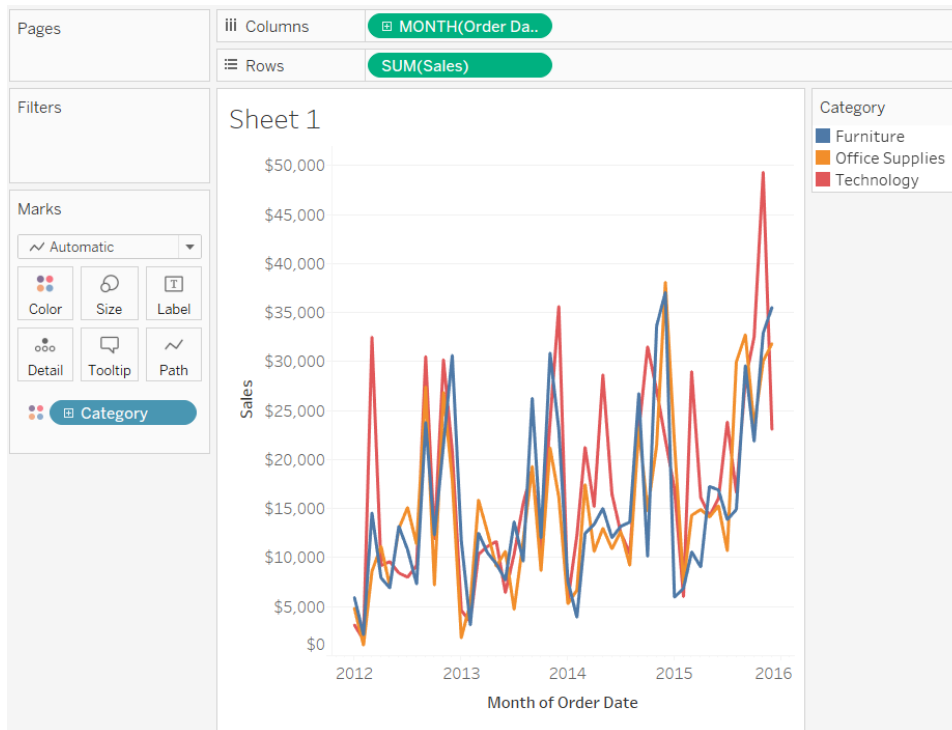 Pages
Columns
MONTH(Order Da..
Rows
SUM(Sales)
Filters
Marks
Automatic
Color
Size
Label
Detail
Tooltip
Path
Category
Sheet 1
Sales
$50,000
$45,000
$40,000
$35,000
$30,000
$25,000
$20,000
$15,000
$10,000
$5,000
$0
2012
2013
2014
2015
2016
Month of Order Date
Category
Furniture
Office Supplies
Technology